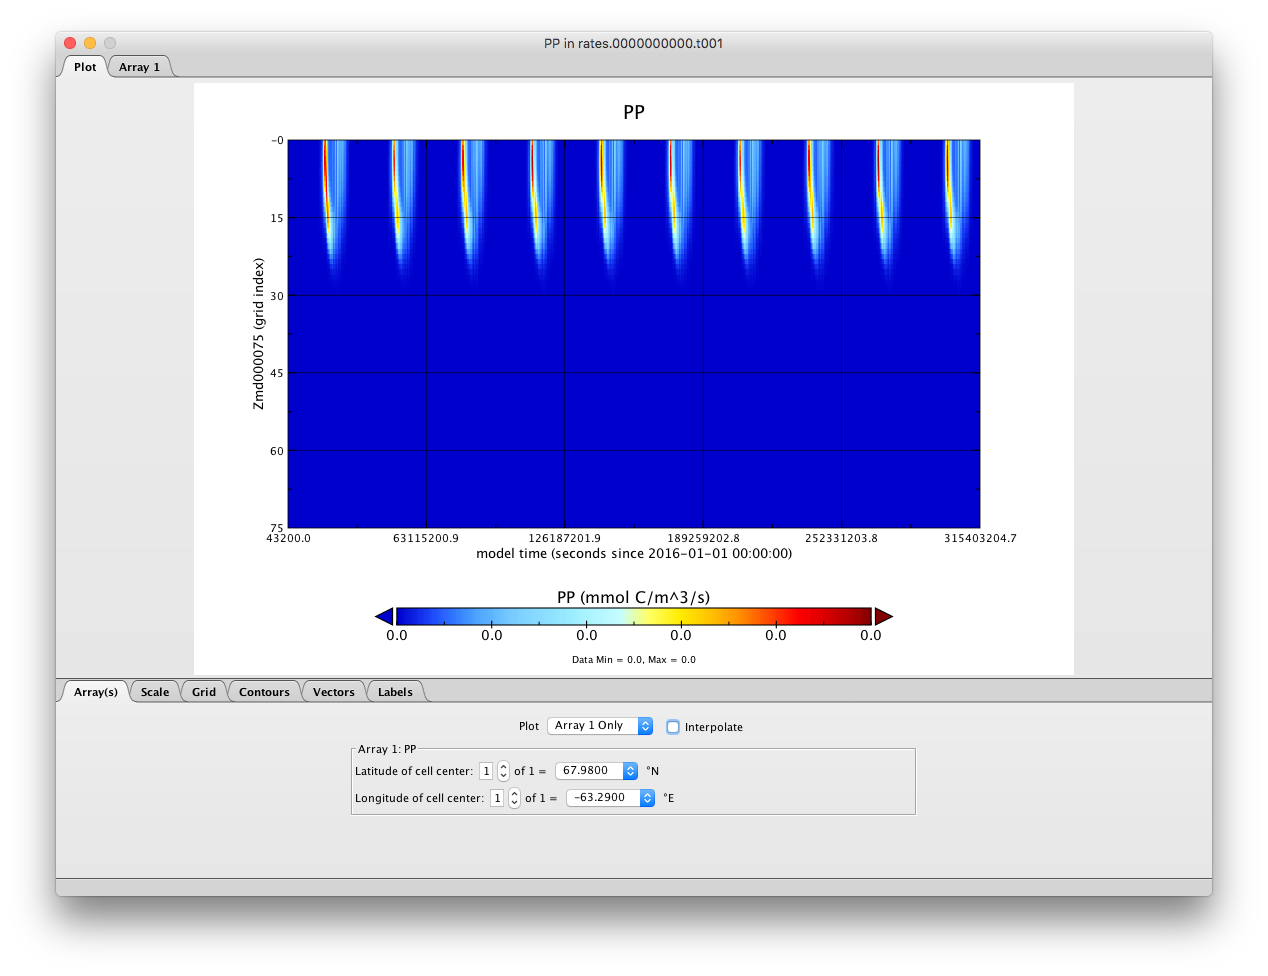 PP in rates.0000000000.t001
Plot Array 1
PP
−0
15
30
45
60
75
Zmd000075 (grid index)
43200.0 63115200.9 126187201.9 189259202.8 252331203.8 315403204.7
model time (seconds since 2016−01−01 00:00:00)
PP (mmol C/m^3/s)
0.0 0.0 0.0 0.0 0.0 0.0
Data Min = 0.0, Max = 0.0
Array(s) Scale Grid Contours Vectors Labels
Plot Array 1 Only Interpolate
Array 1: PP
Latitude of cell center: 1 of 1 = 67.9800 °N
Longitude of cell center: 1 of 1 = −63.2900 °E